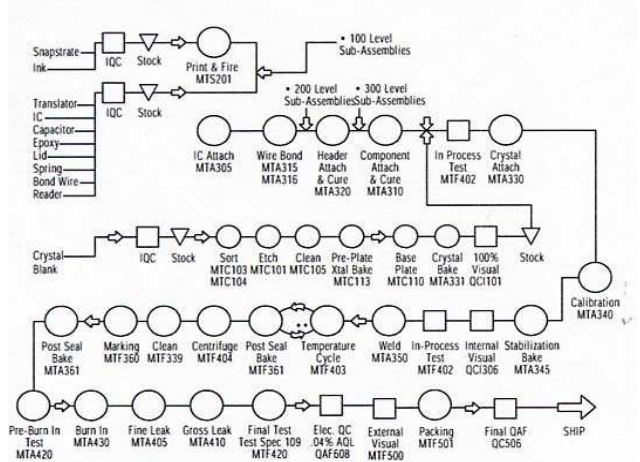 Snapstrate
Ink
IQC
Stock
Print & Fire
MTS201
• 100 Level
Sub-Assemblies
Translator
IC
Capacitor
Epoxy
Lid
Spring
Bond Wire
Reader
IQC
Stock
• 200 Level
Sub-Assemblies
• 300 Level
Sub-Assemblies
IC Attach
MTA305
Wire Bond
MTA315
MTA316
Header
Attach
& Cure
MTA320
Component
Attach
& Cure
MTA310
In Process
Test
MTF402
Crystal
Attach
MTA330
Crystal
Blank
IQC
Stock
Sort
MTC103
MTC104
Etch
MTC101
Clean
MTC105
Pre-Plate
Xtal Bake
MTC113
Base
Plate
MTC110
Crystal
Bake
MTA331
100%
Visual
QCI101
Stock
Calibration
MTA340
Post Seal
Bake
MTA361
Marking
MTF360
Clean
MTF339
Centrifuge
MTF404
Post Seal
Bake
MTF361
Temperature
Cycle
MTF403
Weld
MTA350
In-Process
Test
MTF402
Internal
Visual
QCI306
Stabilization
Bake
MTA345
Pre-Burn In
Test
MTA420
Burn In
MTA430
Fine Leak
MTA405
Gross Leak
MTA410
Final Test
Test Spec 109
MTF420
Elec. QC
.04% AQL
QAF608
External
Visual
MTF500
Packing
MTF501
Final QAF
QC506
SHIP